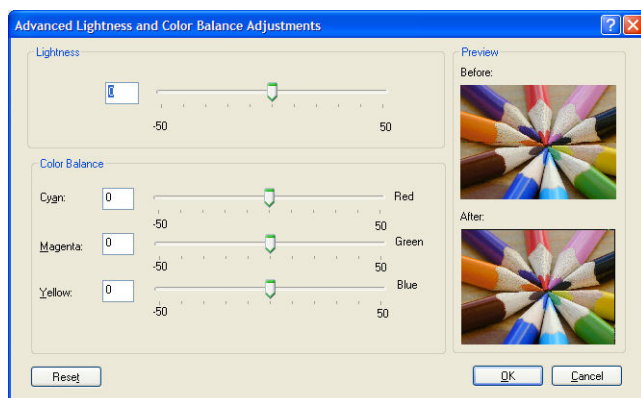 Advanced Lightness and Color Balance Adjustments
Lightness
0
-50 50
Color Balance
Cyan: 0 Red
-50 50
Magenta: 0 Green
-50 50
Yellow: 0 Blue
-50 50
Preview
Before:
After:
Reset
OK
Cancel